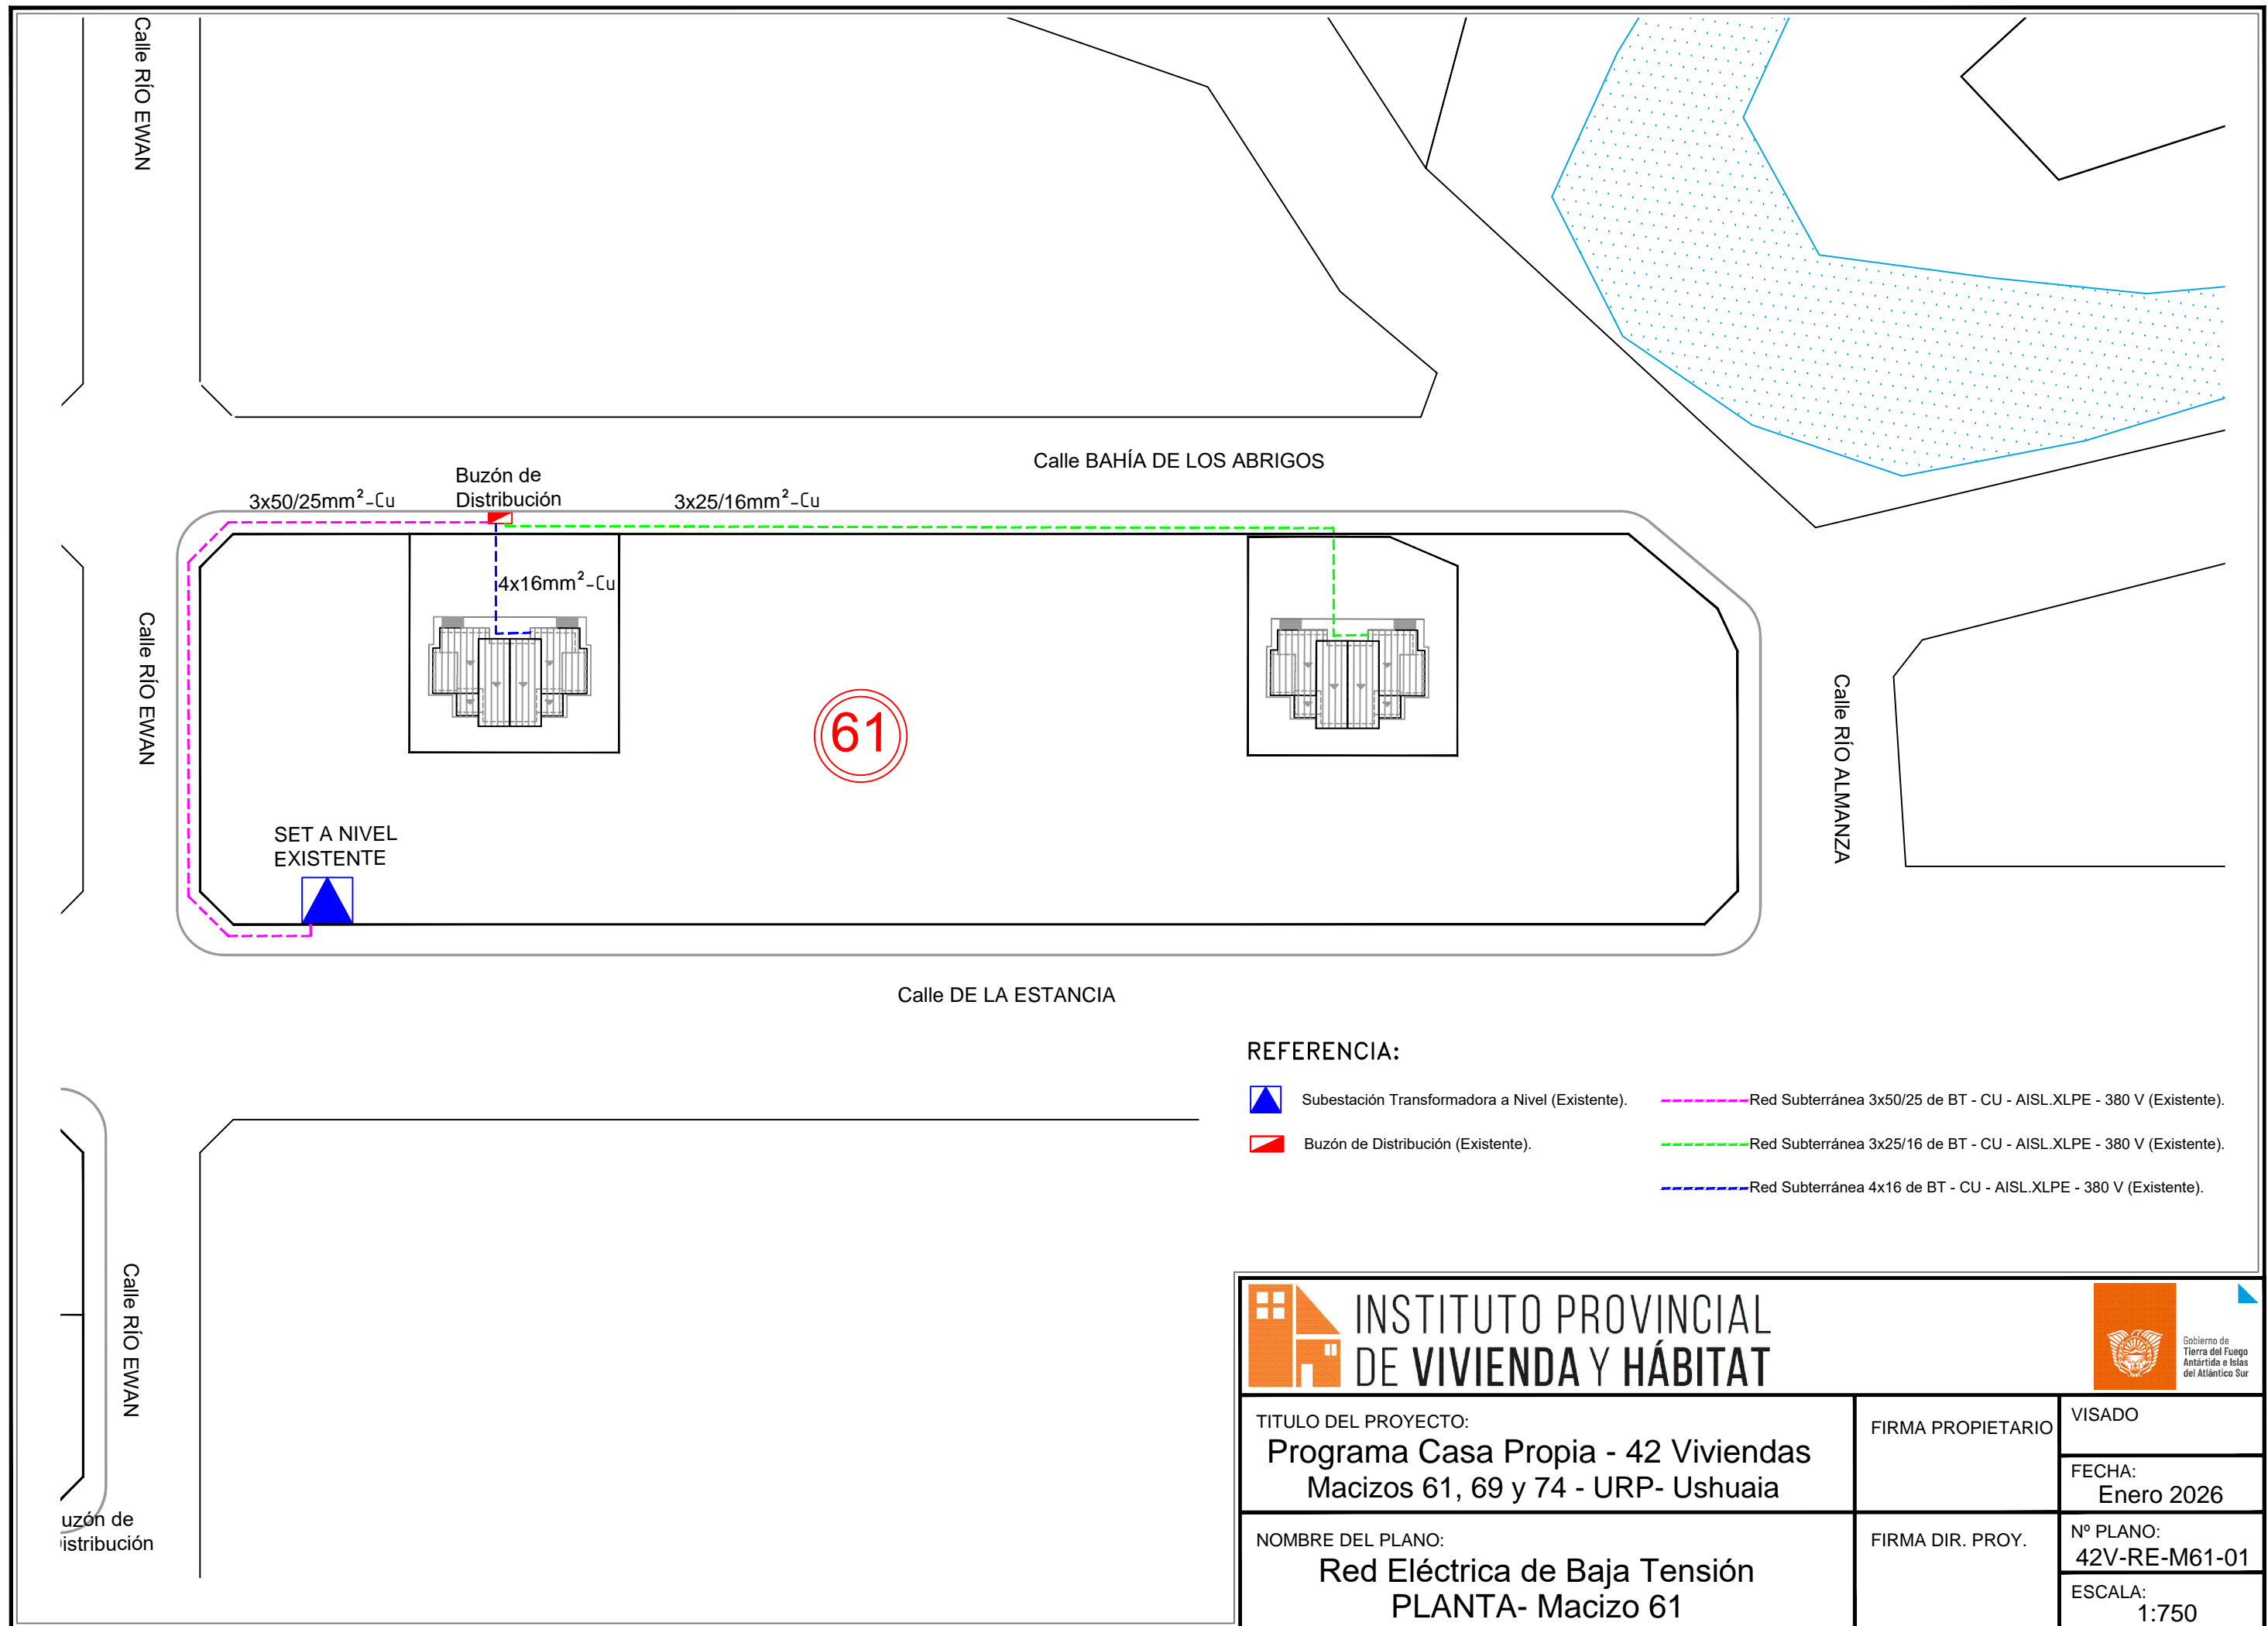 Calle RÍO EWAN
Calle BAHÍA DE LOS ABRIGOS
Buzón de
Distribución
3x50/25mm²-Cu
3x25/16mm²-Cu
4x16mm²-Cu
Calle RÍO EWAN
61
Calle RÍO ALMANZA
SET A NIVEL
EXISTENTE
Calle DE LA ESTANCIA
REFERENCIA:
Subestación Transformadora a Nivel (Existente).
Red Subterránea 3x50/25 de BT - CU - AISL.XLPE - 380 V (Existente).
Buzón de Distribución (Existente).
Red Subterránea 3x25/16 de BT - CU - AISL.XLPE - 380 V (Existente).
Red Subterránea 4x16 de BT - CU - AISL.XLPE - 380 V (Existente).
Calle RÍO EWAN
uzón de
istribución
INSTITUTO PROVINCIAL
DE VIVIENDA Y HÁBITAT
Gobierno de
Tierra del Fuego
Antártida e Islas
del Atlántico Sur
TITULO DEL PROYECTO:
Programa Casa Propia - 42 Viviendas
Macizos 61, 69 y 74 - URP- Ushuaia
FIRMA PROPIETARIO
VISADO
FECHA:
Enero 2026
NOMBRE DEL PLANO:
Red Eléctrica de Baja Tensión
PLANTA- Macizo 61
FIRMA DIR. PROY.
Nº PLANO:
42V-RE-M61-01
ESCALA:
1:750